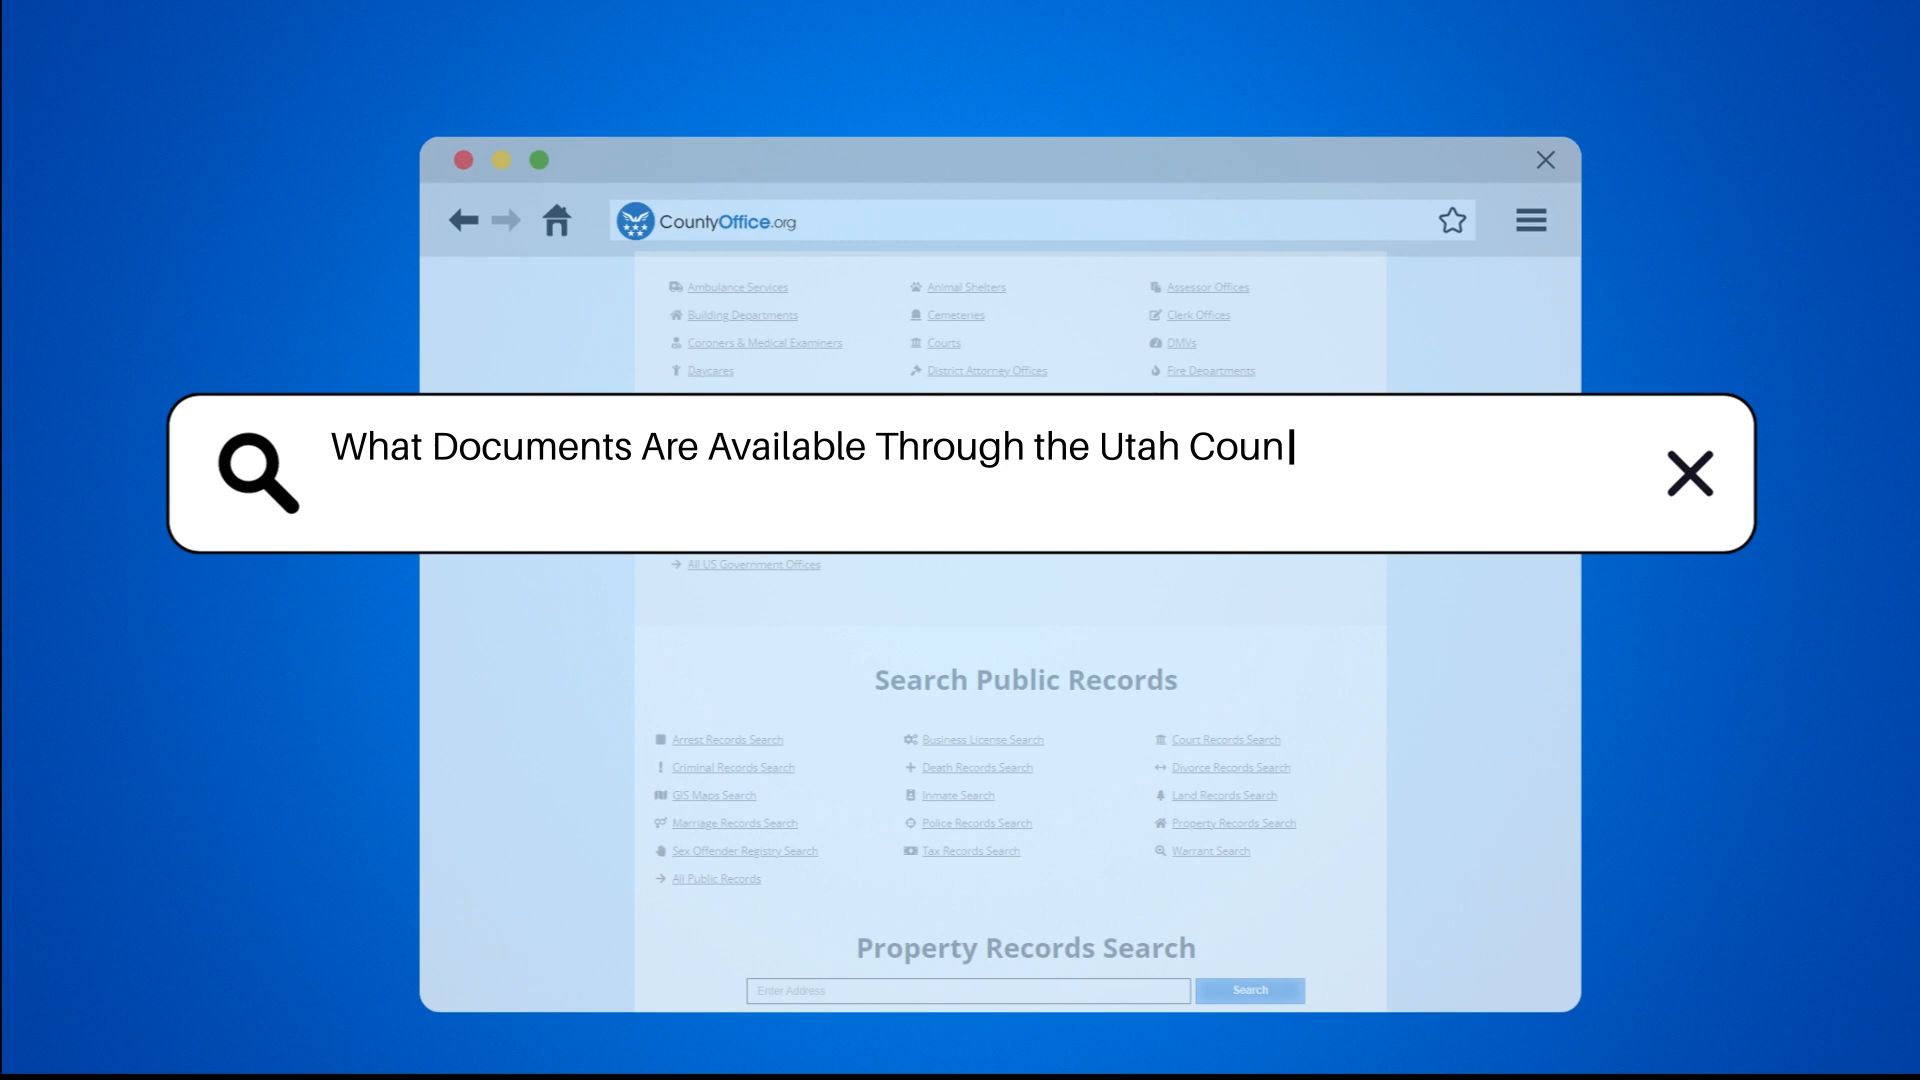 CountyOffice.org
Ambulance Services Animal Shelters Assessor Offices
Building Departments Cemeteries Clerk Offices
Coroners & Medical Examiners Courts DMVs
Daycares District Attorney Offices Fire Departments
What Documents Are Available Through the Utah Coun
All US Government Offices
Search Public Records
Arrest Records Search Business License Search Court Records Search
Criminal Records Search Death Records Search Divorce Records Search
GIS Maps Search Inmate Search Land Records Search
Marriage Records Search Police Records Search Property Records Search
Sex Offender Registry Search Tax Records Search Warrant Search
All Public Records
Property Records Search
Enter Address Search